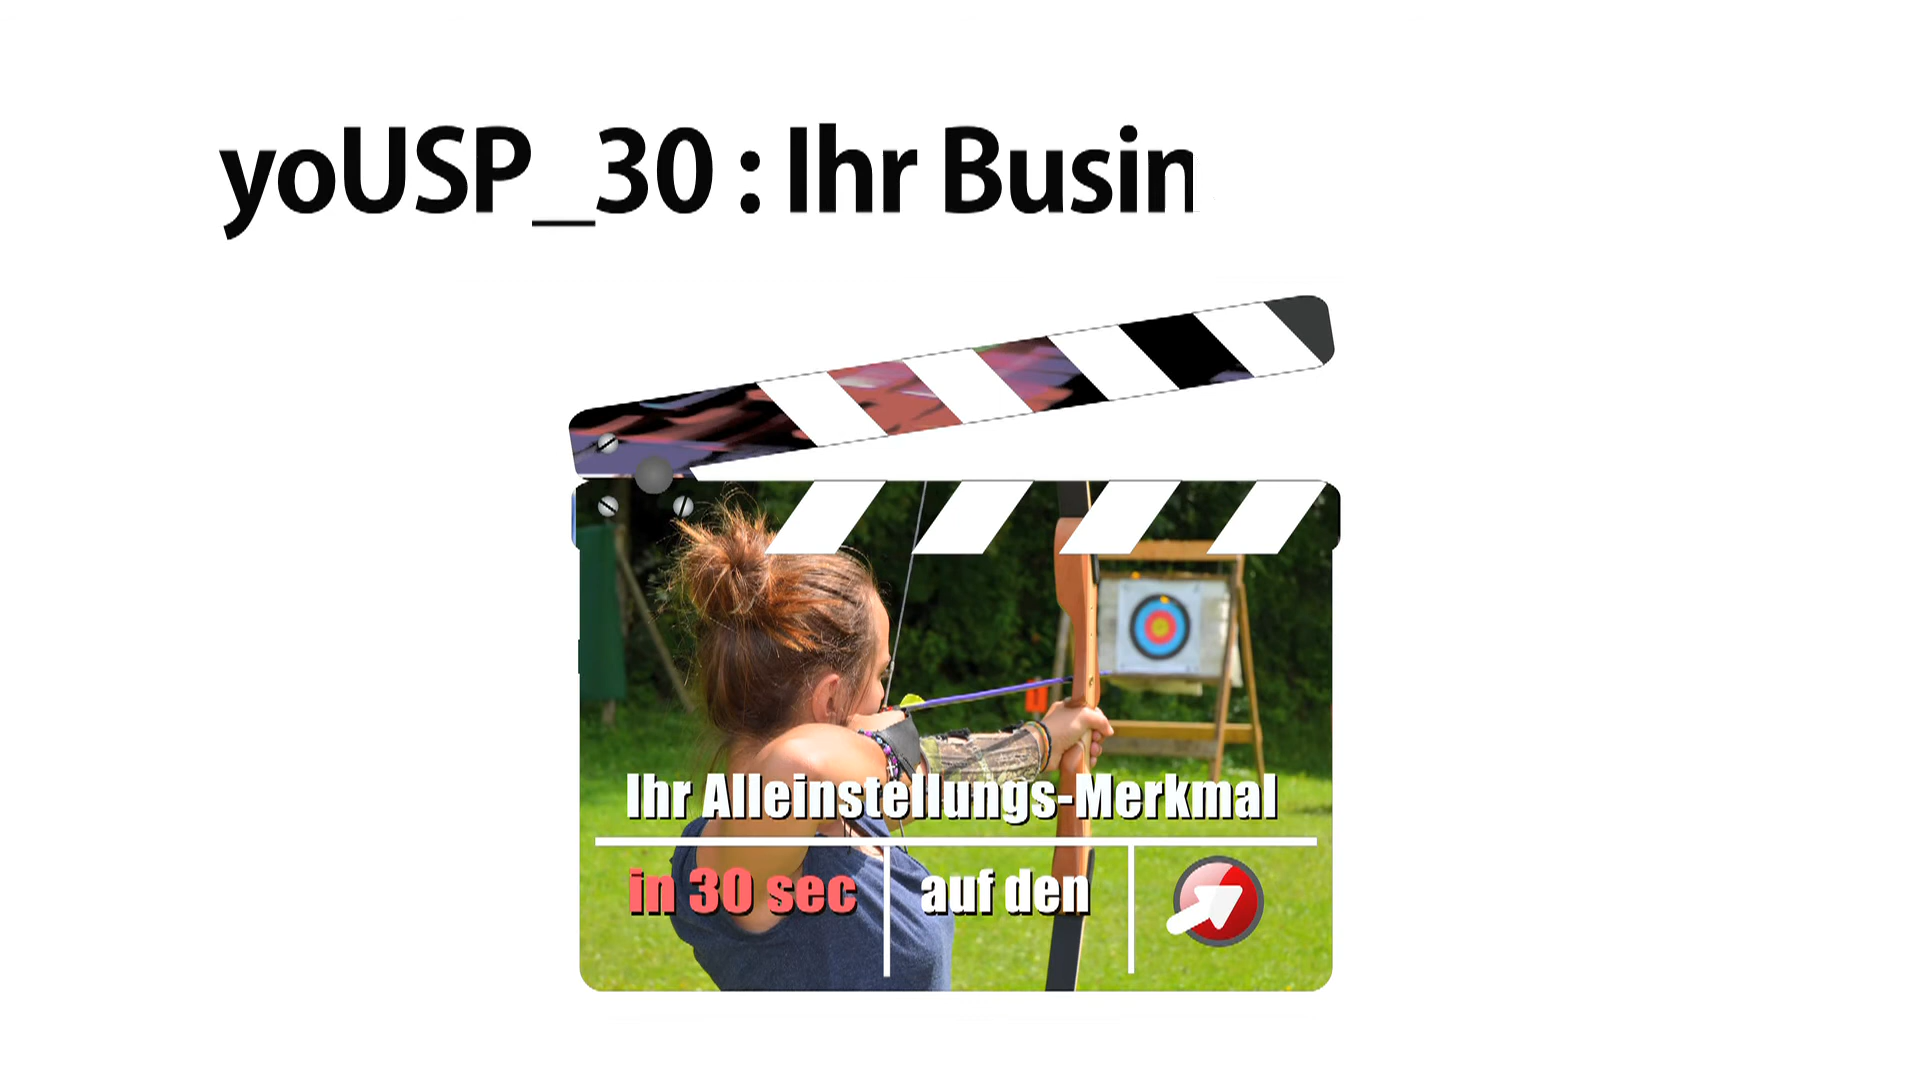 yoUSP_30 : Ihr Busin
Ihr Alleinstellungs-Merkmal
in 30 sec auf den